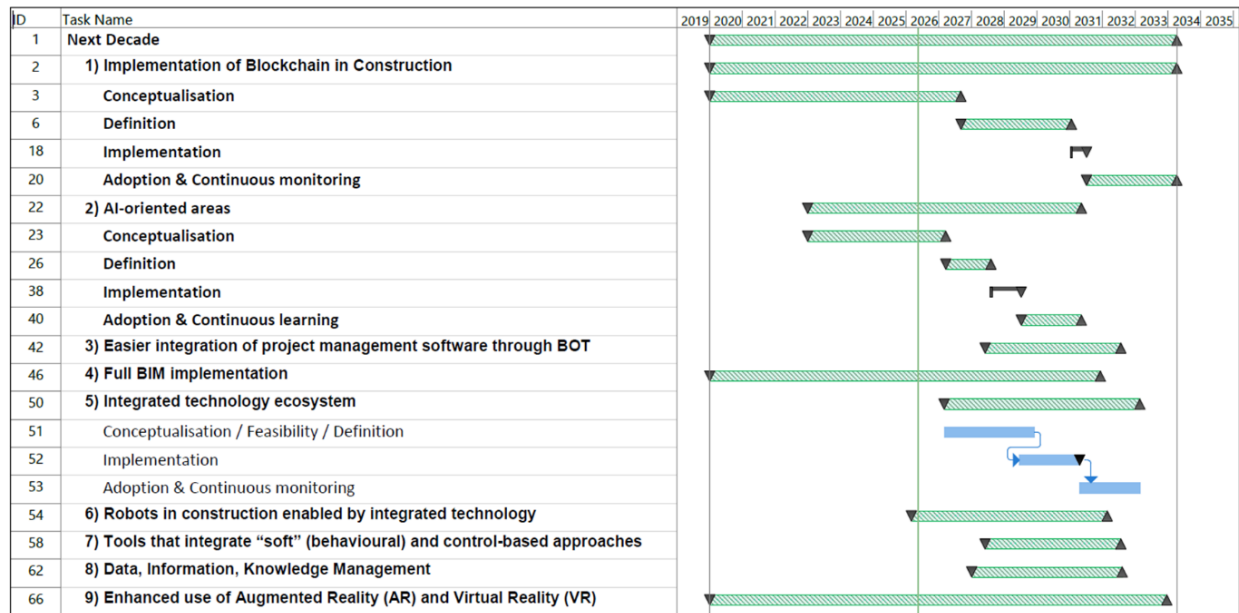 ID Task Name 2019 2020 2021 2022 2023 2024 2025 2026 2027 2028 2029 2030 2031 2032 2033 2034 2035
1 Next Decade
2 1) Implementation of Blockchain in Construction
3 Conceptualisation
6 Definition
18 Implementation
20 Adoption & Continuous monitoring
22 2) AI-oriented areas
23 Conceptualisation
26 Definition
38 Implementation
40 Adoption & Continuous learning
42 3) Easier integration of project management software through BOT
46 4) Full BIM implementation
50 5) Integrated technology ecosystem
51 Conceptualisation / Feasibility / Definition
52 Implementation
53 Adoption & Continuous monitoring
54 6) Robots in construction enabled by integrated technology
58 7) Tools that integrate “soft” (behavioural) and control-based approaches
62 8) Data, Information, Knowledge Management
66 9) Enhanced use of Augmented Reality (AR) and Virtual Reality (VR)